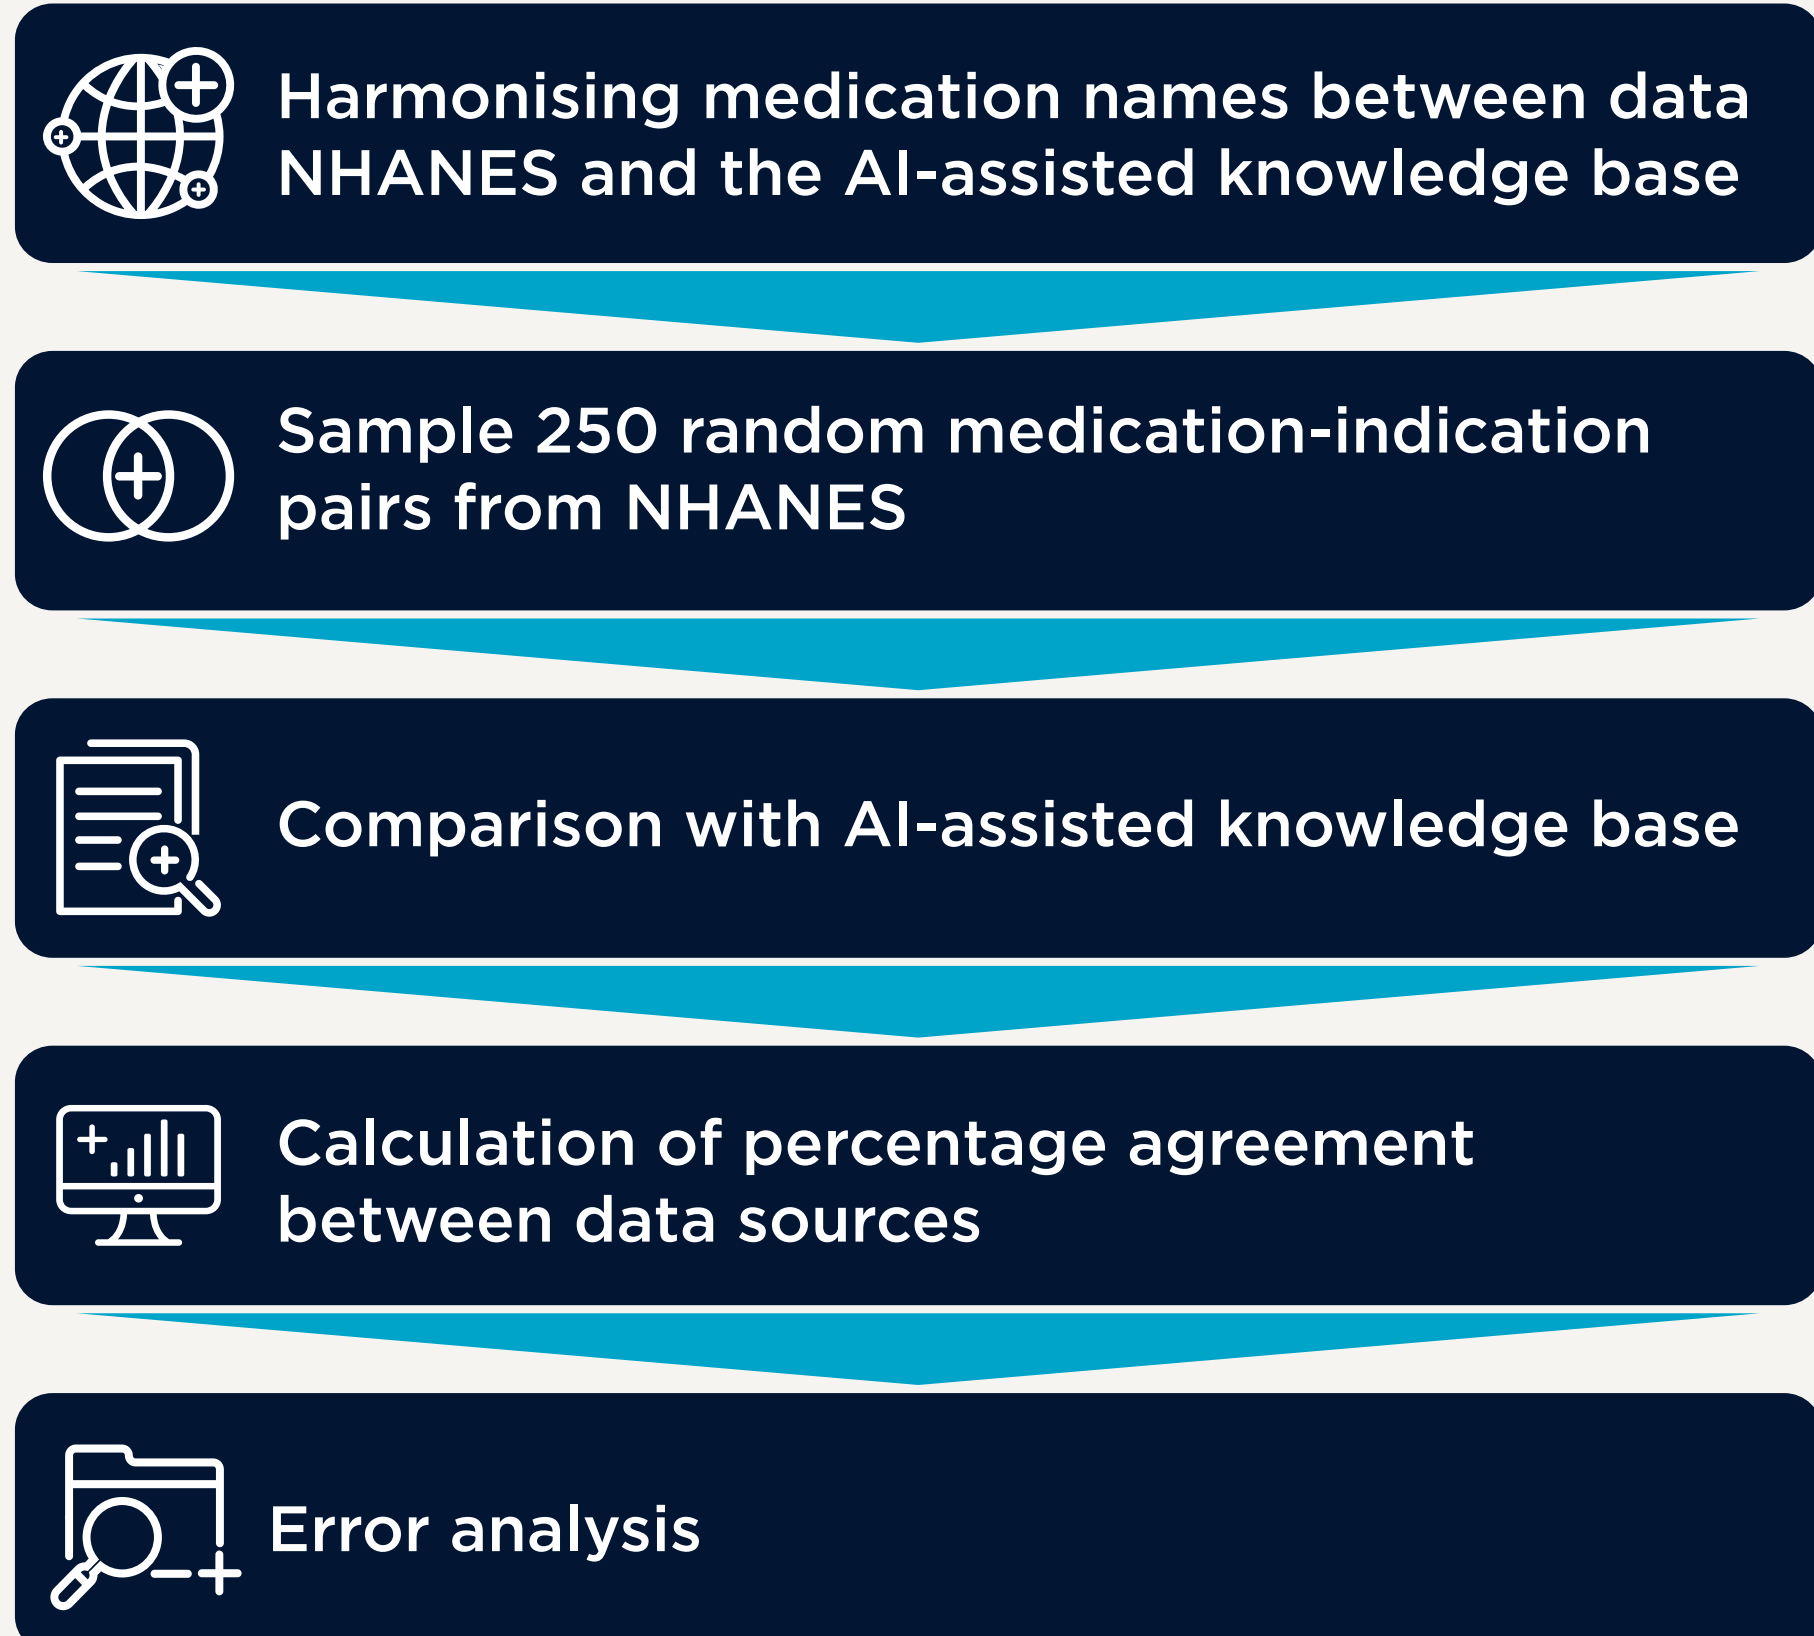 Harmonising medication names between data
NHANES and the AI-assisted knowledge base
Sample 250 random medication-indication
pairs from NHANES
Comparison with AI-assisted knowledge base
Calculation of percentage agreement
between data sources
Error analysis